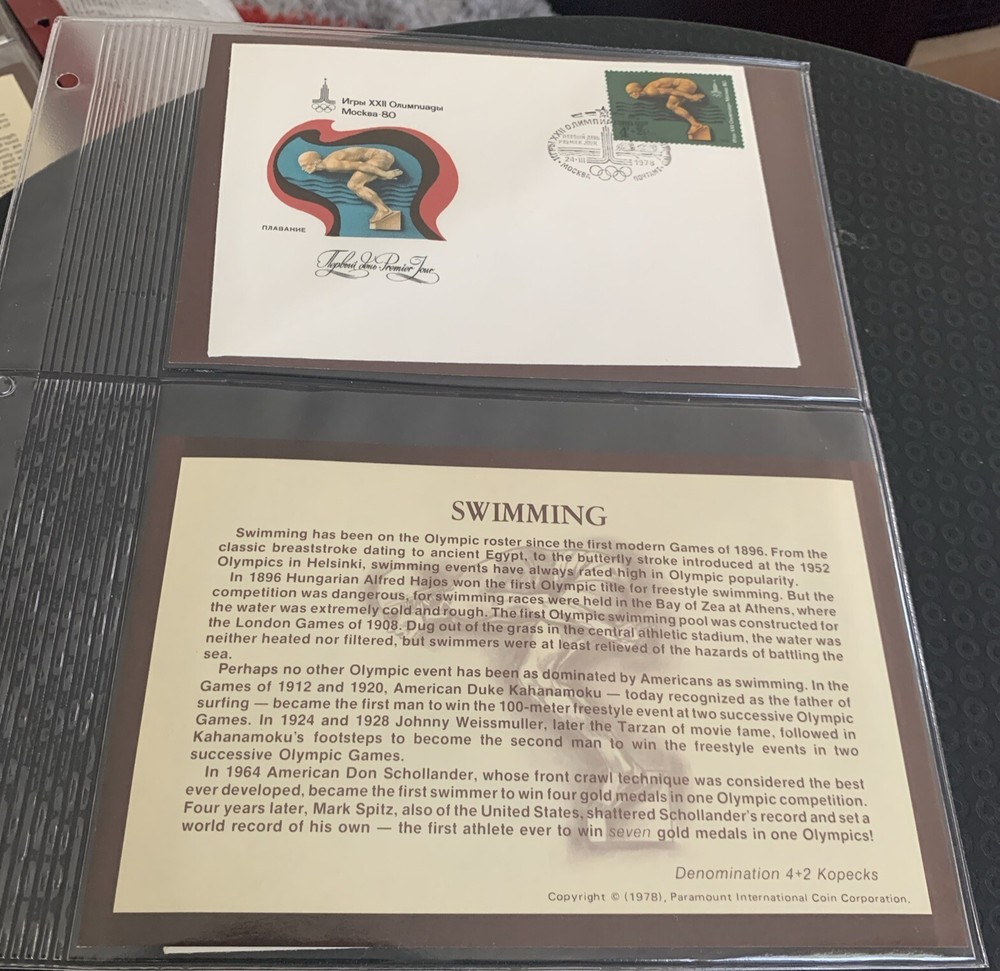 Игры XXII Олимпиады
Москва·80
ПЛАВАНИЕ
Первый день Premier Jour
ИГРЫ XXII ОЛИМПИАДЫ
ПЕРВЫЙ ДЕНЬ
PREMIER JOUR
24·III 1978
МОСКВА ПОЧТАМТ
SWIMMING
Swimming has been on the Olympic roster since the first modern Games of 1896. From the
classic breaststroke dating to ancient Egypt, to the butterfly stroke introduced at the 1952
Olympics in Helsinki, swimming events have always rated high in Olympic popularity.
In 1896 Hungarian Alfred Hajos won the first Olympic title for freestyle swimming. But the
competition was dangerous, for swimming races were held in the Bay of Zea at Athens, where
the water was extremely cold and rough. The first Olympic swimming pool was constructed for
the London Games of 1908. Dug out of the grass in the central athletic stadium, the water was
neither heated nor filtered, but swimmers were at least relieved of the hazards of battling the
sea.
Perhaps no other Olympic event has been as dominated by Americans as swimming. In the
Games of 1912 and 1920, American Duke Kahanamoku — today recognized as the father of
surfing — became the first man to win the 100-meter freestyle event at two successive Olympic
Games. In 1924 and 1928 Johnny Weissmuller, later the Tarzan of movie fame, followed in
Kahanamoku's footsteps to become the second man to win the freestyle events in two
successive Olympic Games.
In 1964 American Don Schollander, whose front crawl technique was considered the best
ever developed, became the first swimmer to win four gold medals in one Olympic competition.
Four years later, Mark Spitz, also of the United States, shattered Schollander's record and set a
world record of his own — the first athlete ever to win seven gold medals in one Olympics!
Denomination 4+2 Kopecks
Copyright © (1978), Paramount International Coin Corporation.